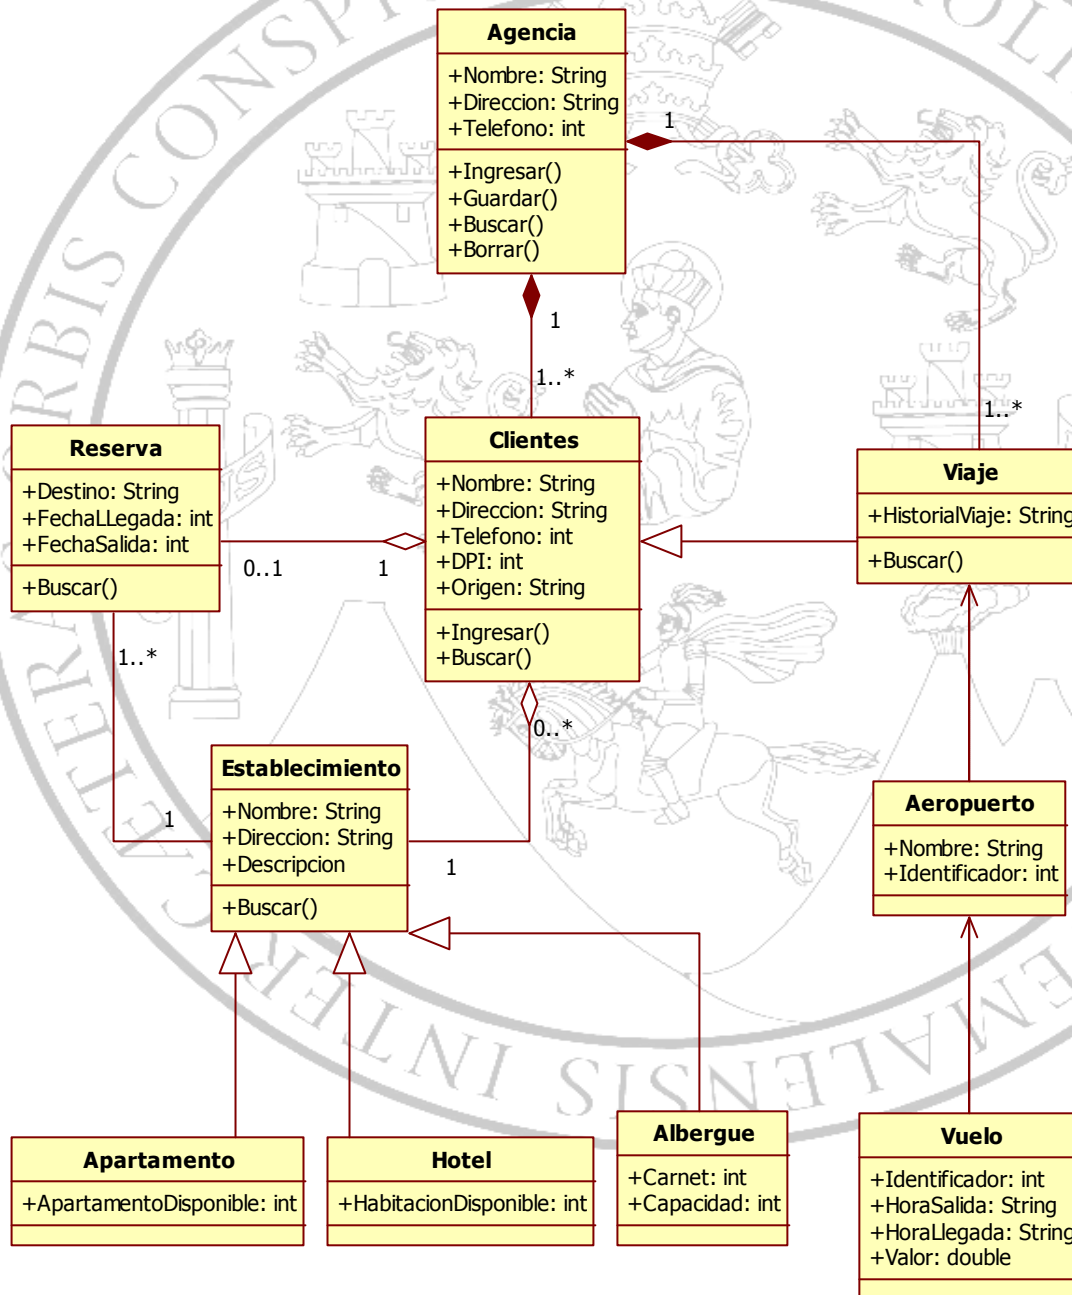 Agencia
+Nombre: String
+Direccion: String
+Telefono: int
+Ingresar()
+Guardar()
+Buscar()
+Borrar()
1
1
1..*
1..*
Reserva
+Destino: String
+FechaLLegada: int
+FechaSalida: int
+Buscar()
Clientes
+Nombre: String
+Direccion: String
+Telefono: int
+DPI: int
+Origen: String
+Ingresar()
+Buscar()
Viaje
+HistorialViaje: String
+Buscar()
0..1
1
1..*
0..*
1
1
Establecimiento
+Nombre: String
+Direccion: String
+Descripcion
+Buscar()
Aeropuerto
+Nombre: String
+Identificador: int
Apartamento
+ApartamentoDisponible: int
Hotel
+HabitacionDisponible: int
Albergue
+Carnet: int
+Capacidad: int
Vuelo
+Identificador: int
+HoraSalida: String
+HoraLlegada: String
+Valor: double
ORBIS
INTER